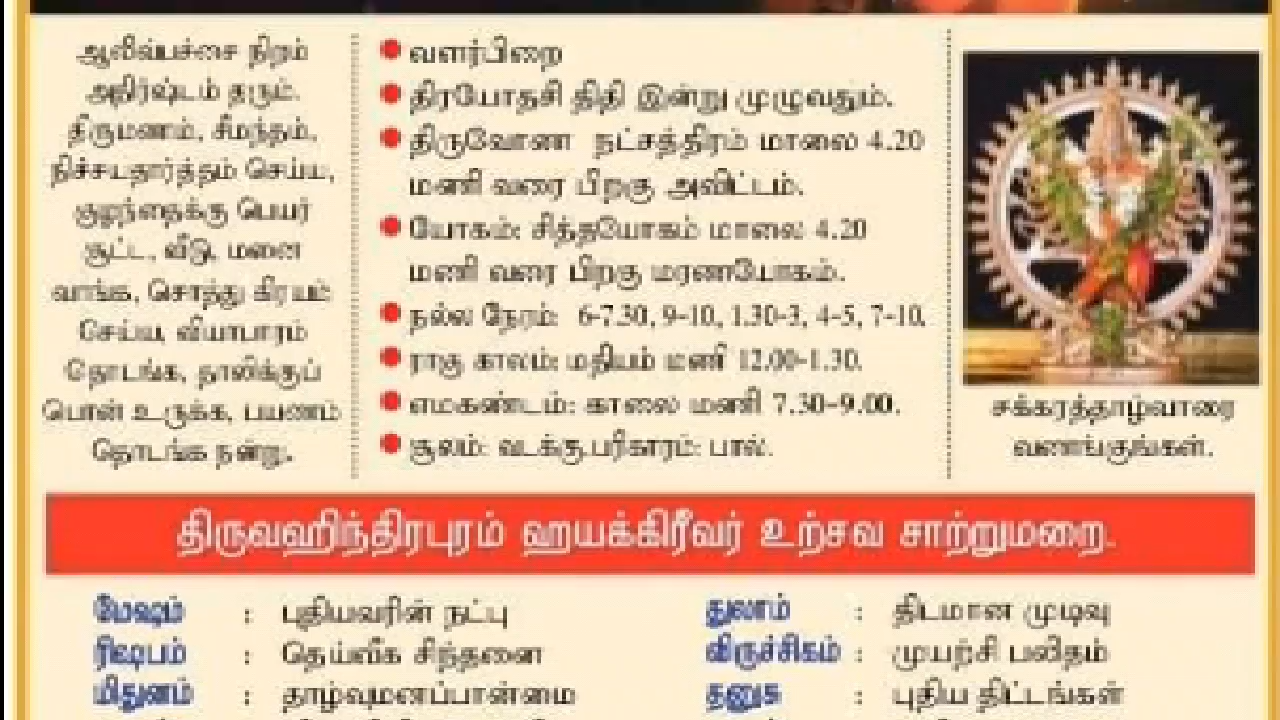 ஆலிவ்பச்சை நிறம்
அதிர்ஷ்டம் தரும்.
திருமணம், சீமந்தம்,
நிச்சயதார்த்தம் செய்ய,
குழந்தைக்கு பெயர்
சூட்ட, வீடு, மனை
வாங்க, சொத்து கிரயம்
செய்ய, வியாபாரம்
தொடங்க, தாலிக்குப்
பொன் உருக்க, பயணம்
தொடங்க நன்று.
வளர்பிறை
திரயோதசி திதி இன்று முழுவதும்.
திருவோண நட்சத்திரம் மாலை 4.20
மணி வரை பிறகு அவிட்டம்.
யோகம்: சித்தயோகம் மாலை 4.20
மணி வரை பிறகு மரணயோகம்.
நல்ல நேரம்: 6-7.30, 9-10, 1.30-3, 4-5, 7-10.
ராகு காலம்: மதியம் மணி 12.00-1.30.
எமகண்டம்: காலை மணி 7.30-9.00.
சூலம்: வடக்கு.பரிகாரம்: பால்.
சக்கரத்தாழ்வாரை
வணங்குங்கள்.
திருவஹிந்திரபுரம் ஹயக்கிரீவர் உற்சவ சாற்றுமறை.
மேஷம் : புதியவரின் நட்பு
ரிஷபம் : தெய்வீக சிந்தனை
மிதுனம் : தாழ்வுமனப்பான்மை
துலாம் : திடமான முடிவு
விருச்சிகம் : முயற்சி பலிதம்
தனுசு : புதிய திட்டங்கள்